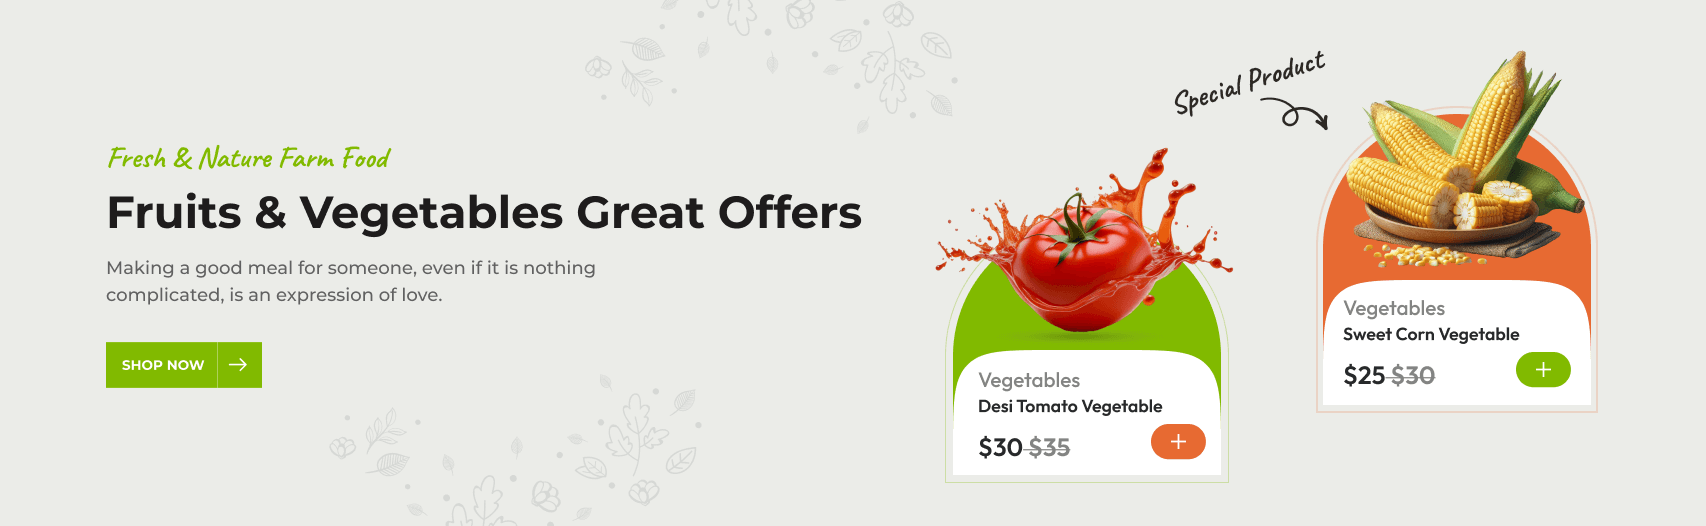 Fresh & Nature Farm Food
Fruits & Vegetables Great Offers
Making a good meal for someone, even if it is nothing
complicated, is an expression of love.
SHOP NOW
Special Product
Vegetables
Desi Tomato Vegetable
$30 $35
Vegetables
Sweet Corn Vegetable
$25 $30